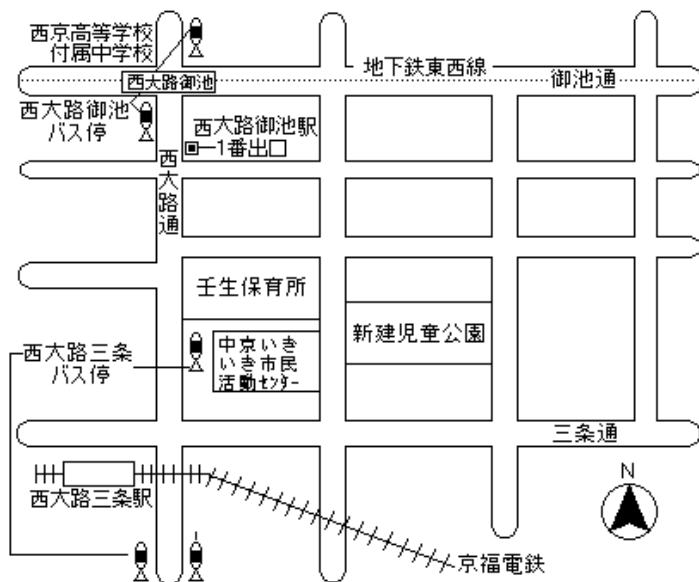 西京高等学校
付属中学校
地下鉄東西線
西大路御池
御池通
西大路御池
バス停
西大路御池駅
1番出口
西大路通
壬生保育所
新建児童公園
西大路三条
バス停
中京いき
いき市民
活動センター
三条通
西大路三条駅
N
京福電鉄